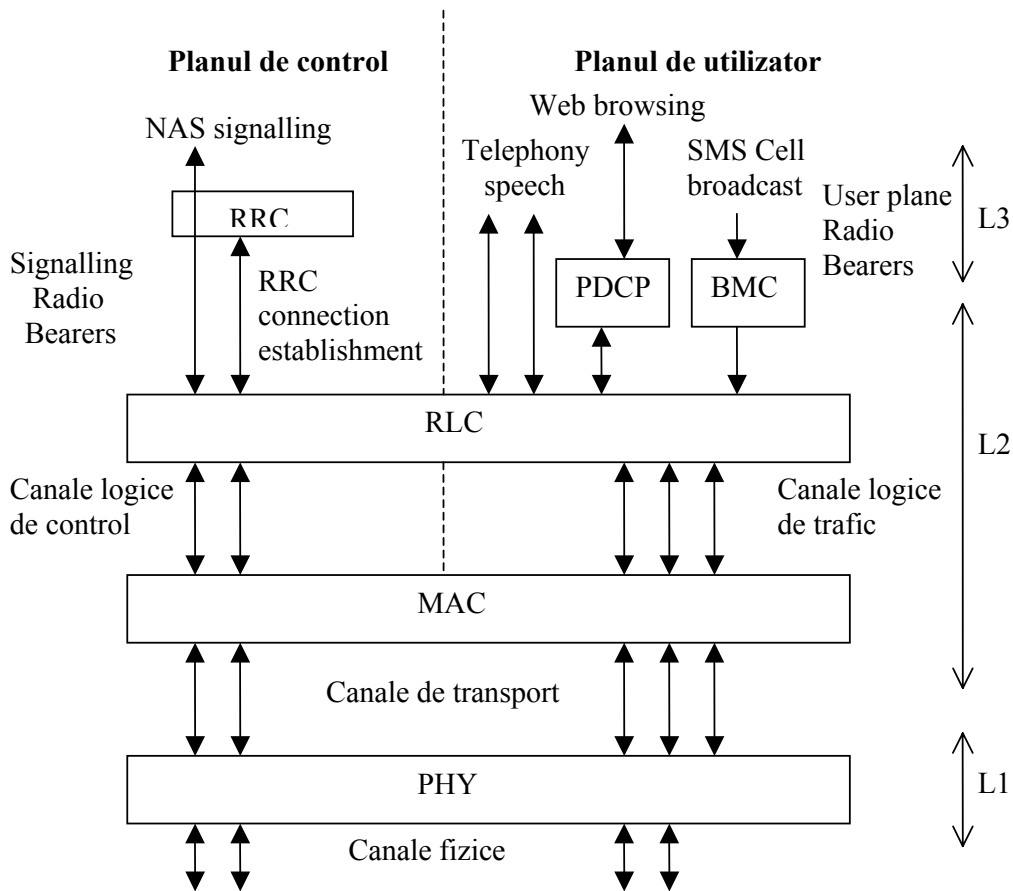 Planul de control
Planul de utilizator
Web browsing
NAS signalling
Telephony
speech
SMS Cell
broadcast
User plane
Radio
Bearers
L3
RRC
Signalling
Radio
Bearers
RRC
connection
establishment
PDCP
BMC
RLC
L2
Canale logice
de control
Canale logice
de trafic
MAC
Canale de transport
PHY
L1
Canale fizice